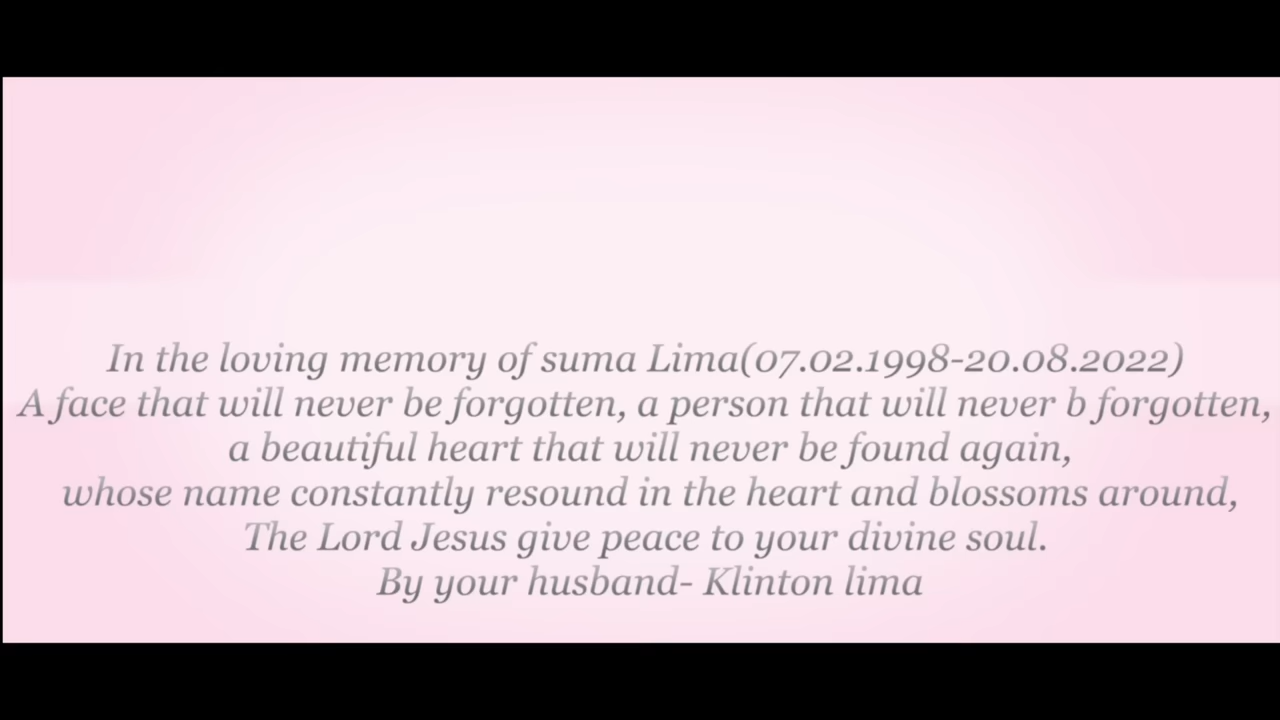 In the loving memory of suma Lima(07.02.1998-20.08.2022)
A face that will never be forgotten, a person that will never b forgotten,
a beautiful heart that will never be found again,
whose name constantly resound in the heart and blossoms around,
The Lord Jesus give peace to your divine soul.
By your husband- Klinton lima